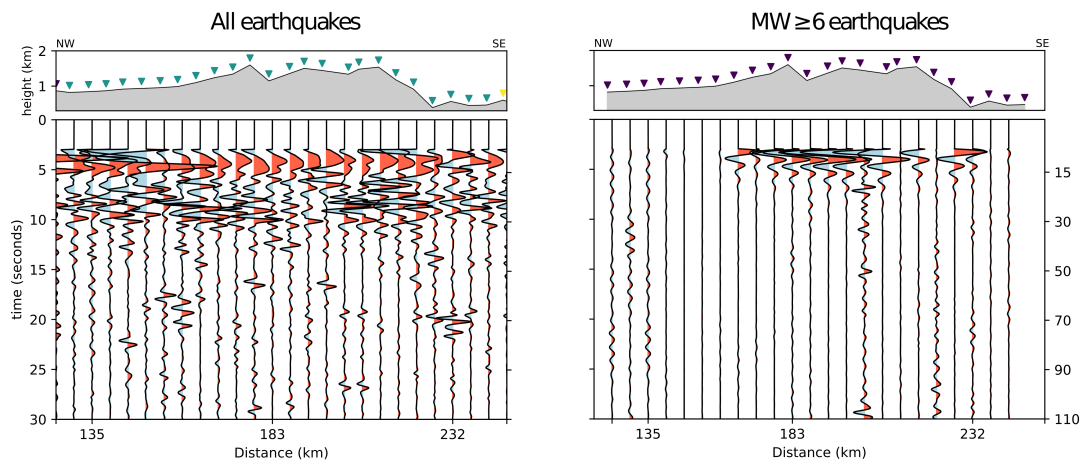 All earthquakes
MW ≥ 6 earthquakes
NW
SE
NW
SE
height (km)
2
1
0
time (seconds)
5
10
15
20
25
30
135
183
232
Distance (km)
15
30
50
70
90
110
135
183
232
Distance (km)